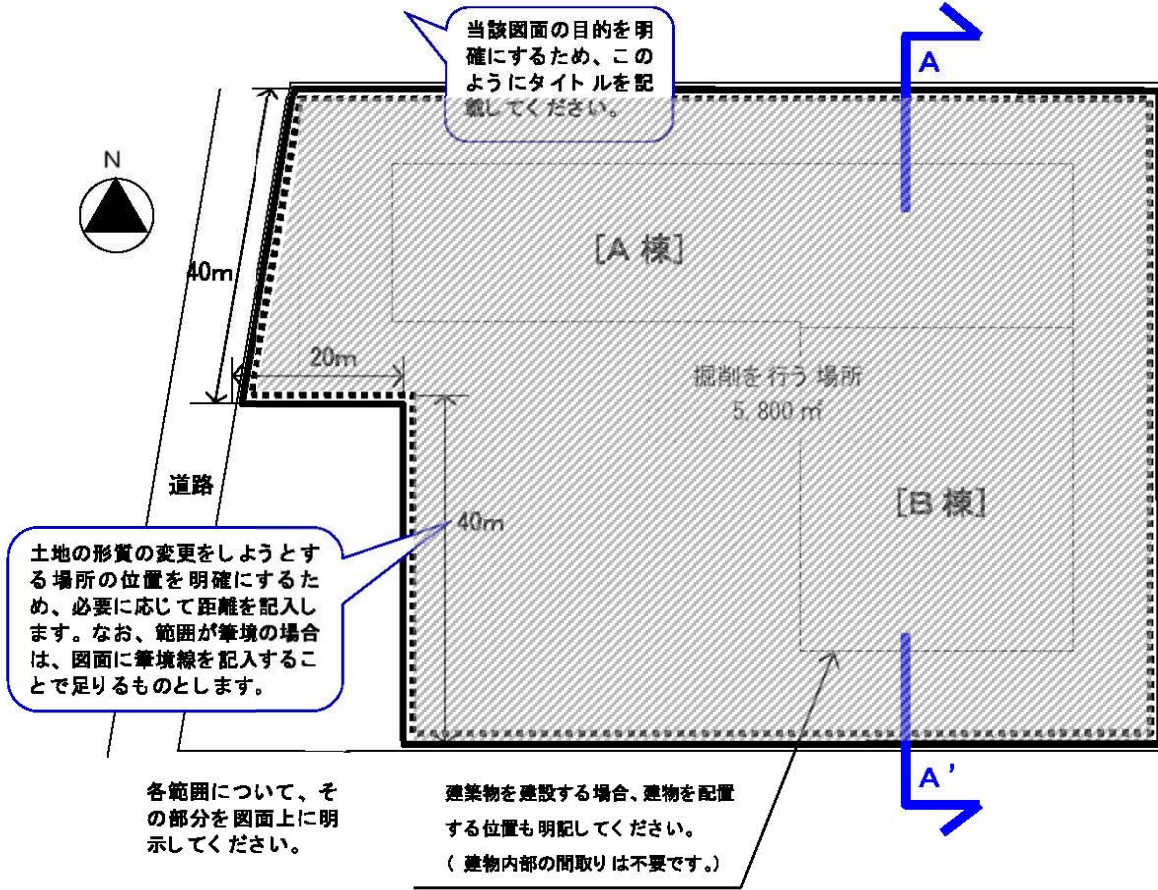 当該図面の目的を明
確にするため、この
ようにタイトルを記
載してください。
A
N
[A 棟]
40m
20m
掘削を行う場所
5,800 ㎡
道路
[B 棟]
40m
土地の形質の変更をしようとす
る場所の位置を明確にするた
め、必要に応じて距離を記入し
ます。なお、範囲が筆境の場合
は、図面に筆境線を記入するこ
とで足りるものとします。
A'
各範囲について、そ
の部分を図面上に明
示してください。
建築物を建設する場合、建物を配置
する位置も明記してください。
(建物内部の間取りは不要です。)